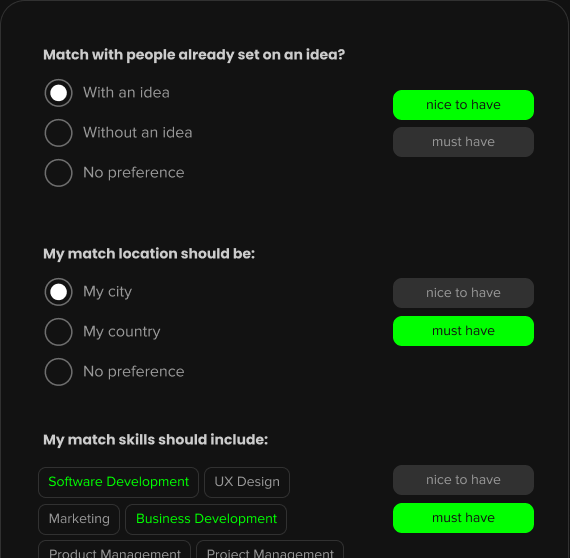 Match with people already set on an idea?
With an idea
nice to have
Without an idea
must have
No preference
My match location should be:
My city
nice to have
My country
must have
No preference
My match skills should include:
Software Development UX Design
nice to have
Marketing Business Development
must have
Product Management Project Management